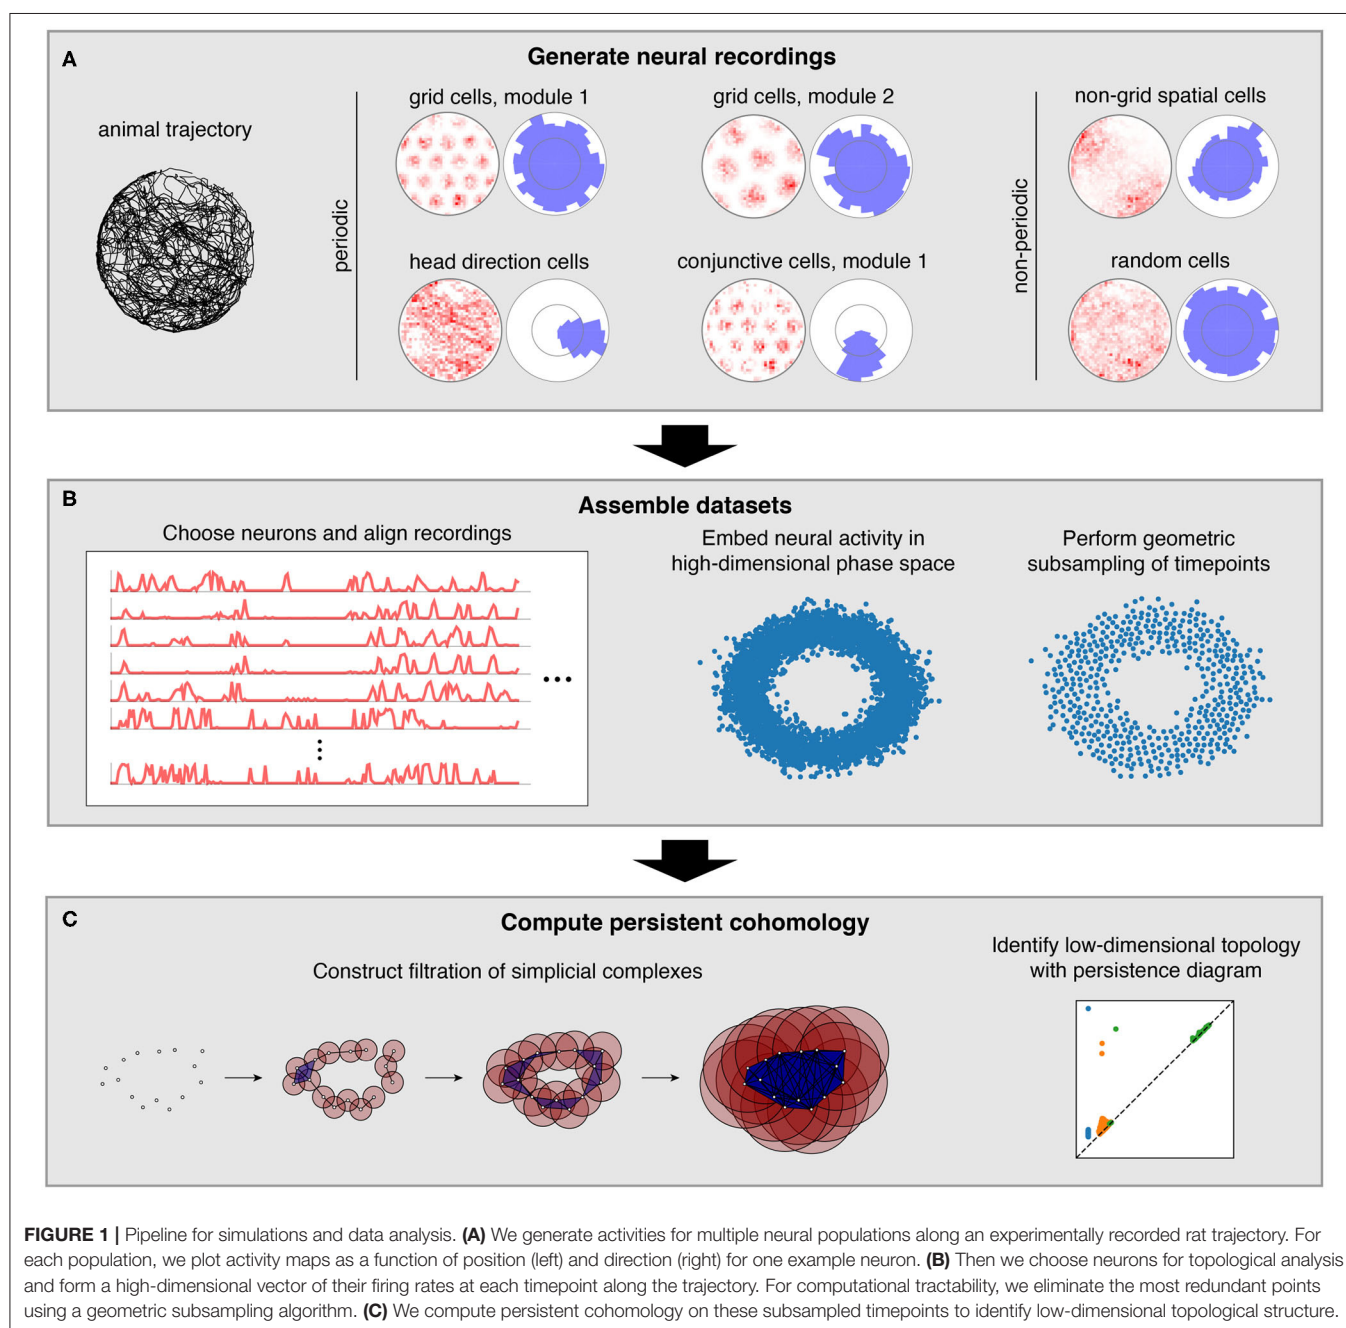 A
Generate neural recordings
animal trajectory
periodic
grid cells, module 1
grid cells, module 2
head direction cells
conjunctive cells, module 1
non-periodic
non-grid spatial cells
random cells
B
Assemble datasets
Choose neurons and align recordings
Embed neural activity in
high-dimensional phase space
Perform geometric
subsampling of timepoints
C
Compute persistent cohomology
Construct filtration of simplicial complexes
Identify low-dimensional topology
with persistence diagram
FIGURE 1 | Pipeline for simulations and data analysis. (A) We generate activities for multiple neural populations along an experimentally recorded rat trajectory. For
each population, we plot activity maps as a function of position (left) and direction (right) for one example neuron. (B) Then we choose neurons for topological analysis
and form a high-dimensional vector of their firing rates at each timepoint along the trajectory. For computational tractability, we eliminate the most redundant points
using a geometric subsampling algorithm. (C) We compute persistent cohomology on these subsampled timepoints to identify low-dimensional topological structure.